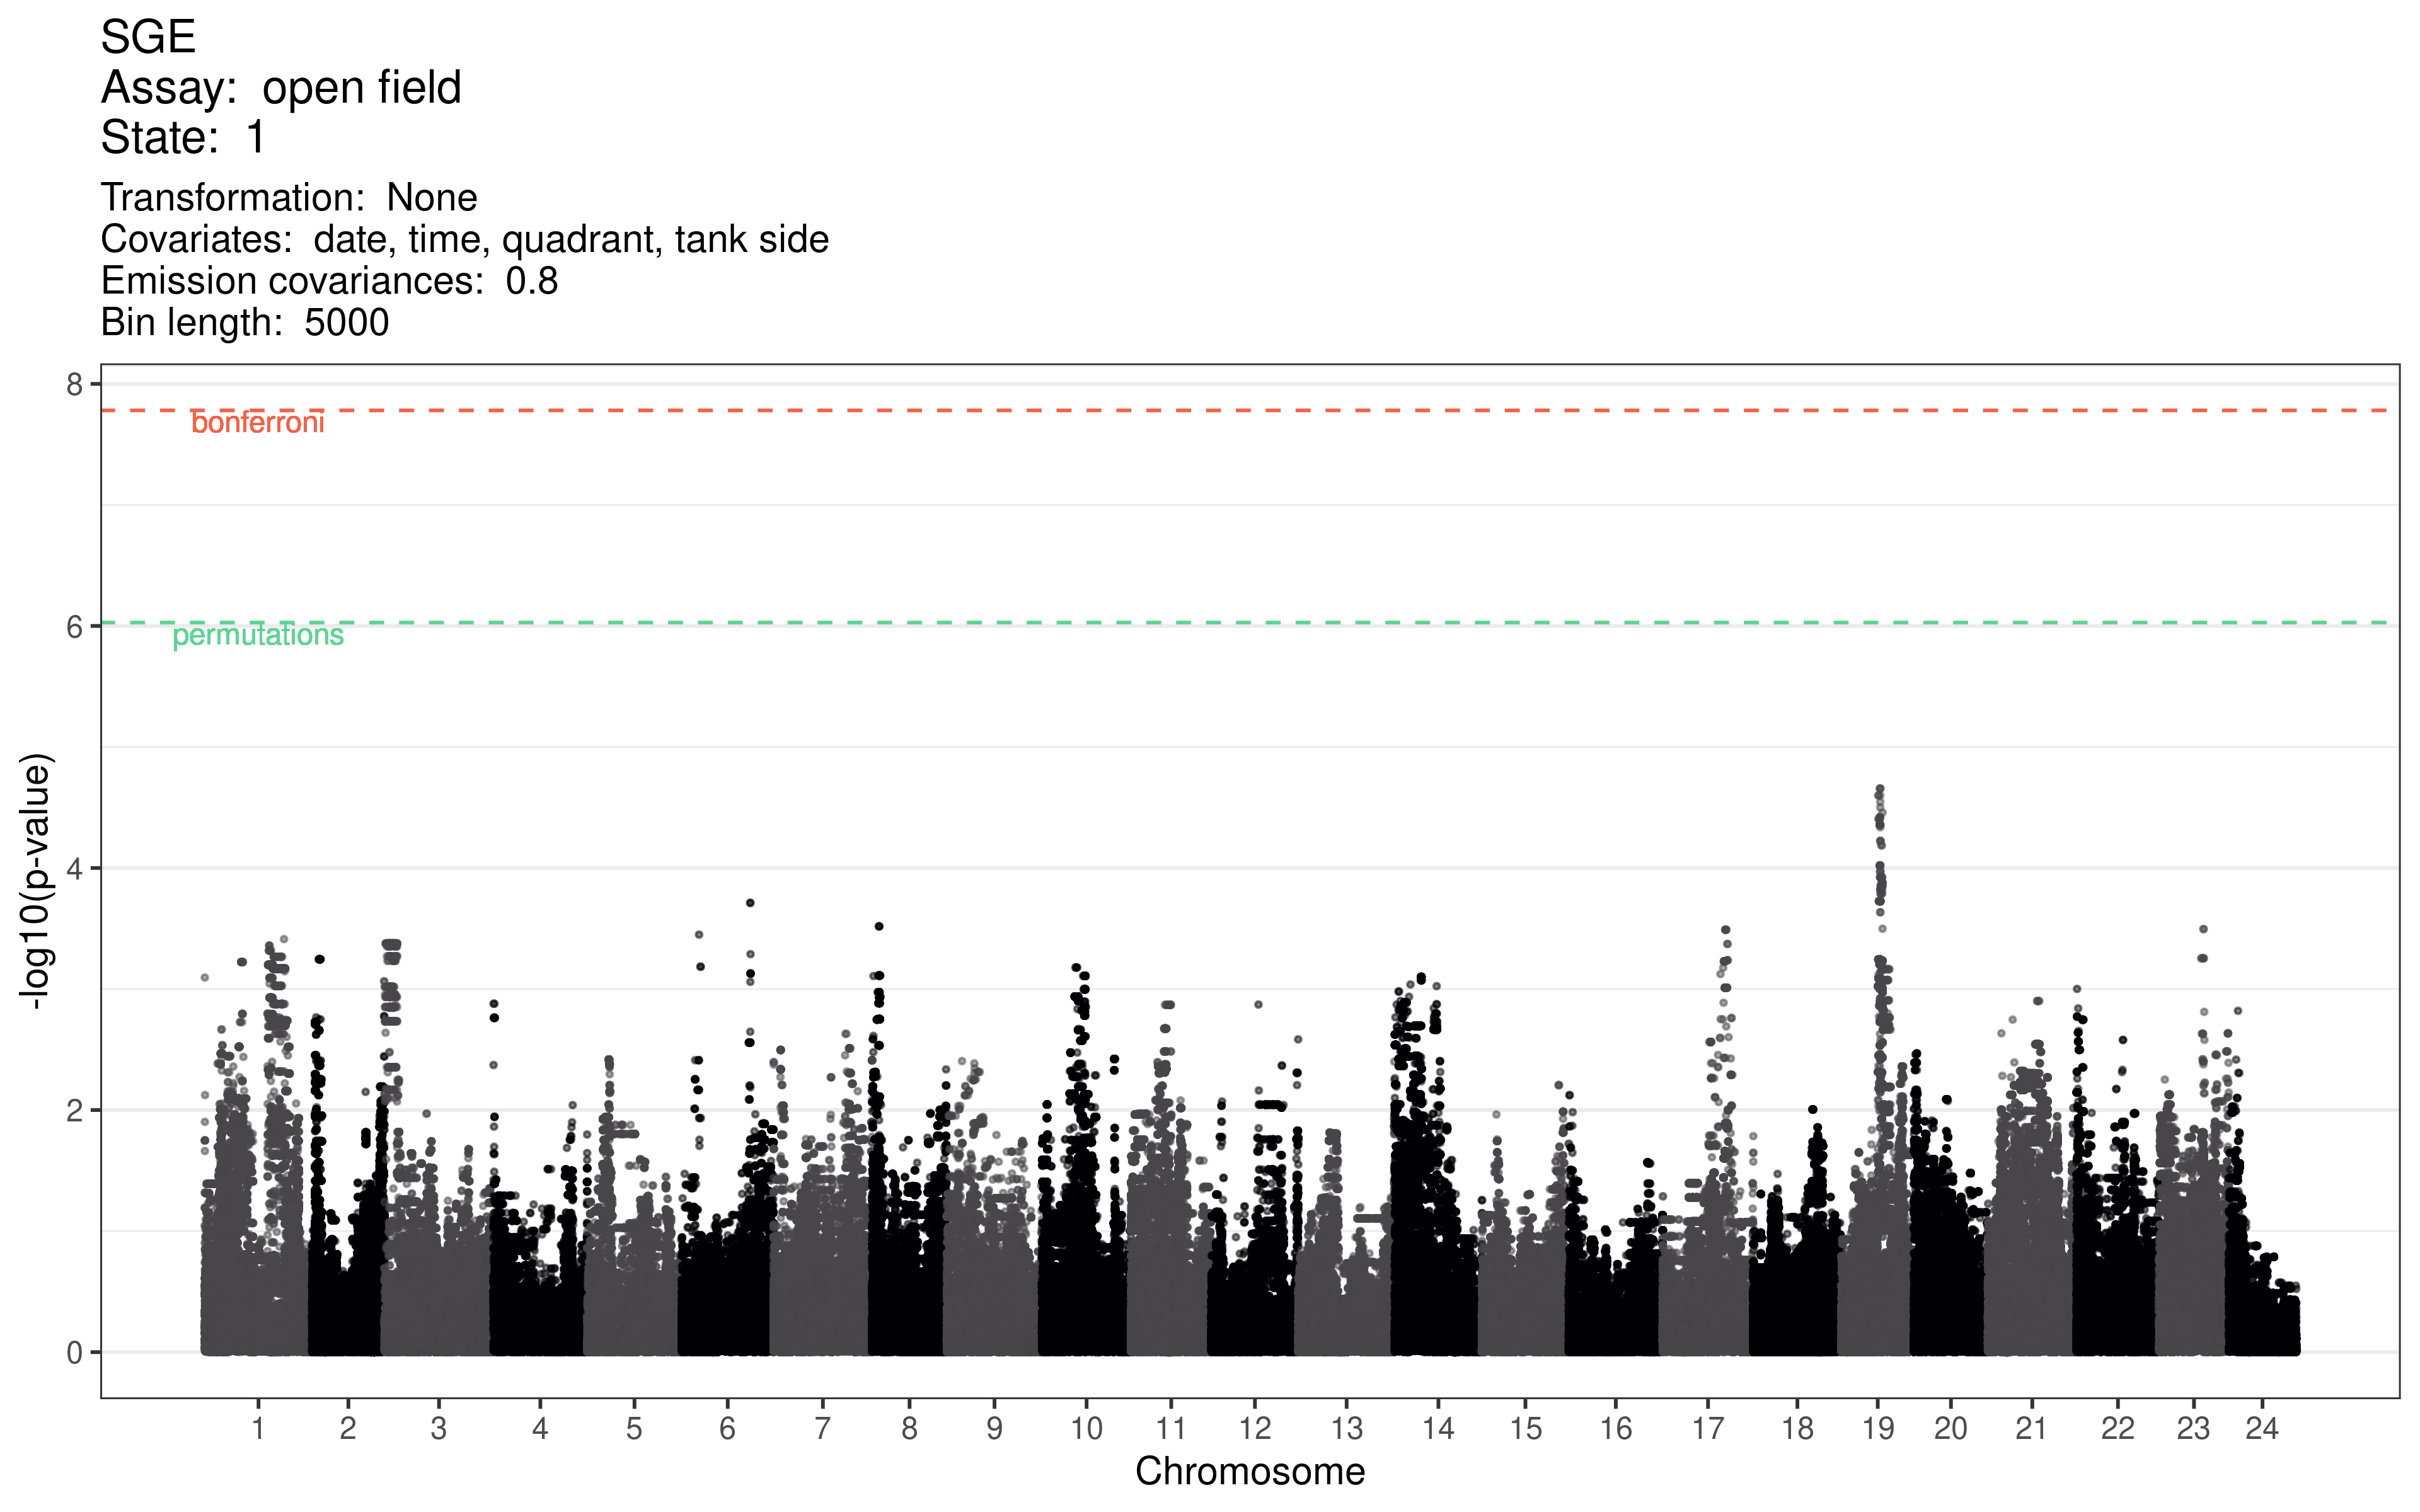 SGE
Assay:  open field
State:  1
Transformation:  None
Covariates:  date, time, quadrant, tank side
Emission covariances:  0.8
Bin length:  5000
8
bonferroni
6
permutations
4
2
0
-log10(p-value)
1 2 3 4 5 6 7 8 9 10 11 12 13 14 15 16 17 18 19 20 21 22 23 24
Chromosome